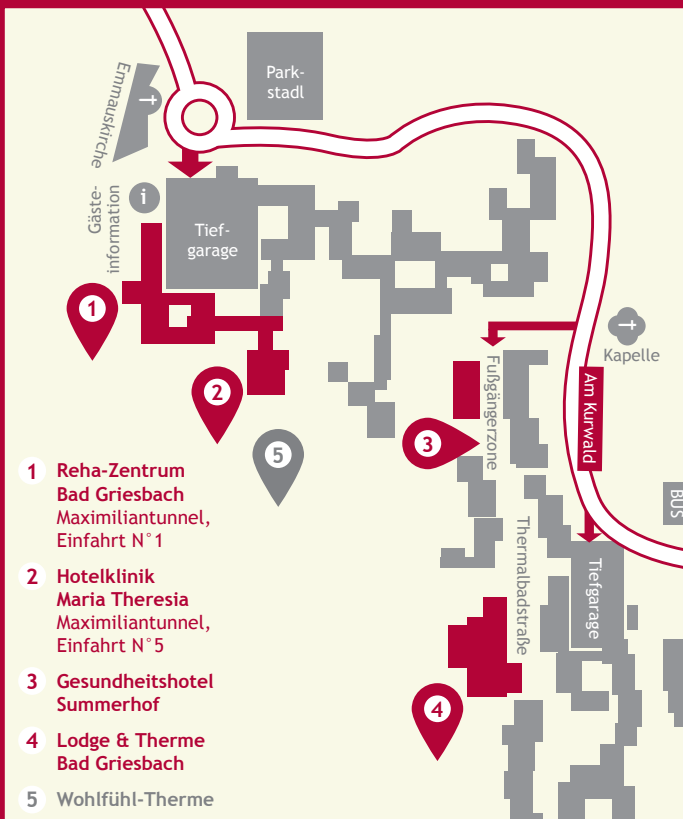 Park-
stadl
Emmauskirche
Gäste-
information
i
Tief-
garage
1
2
5
3
Kapelle
Am Kurwald
Fußgängerzone
BUS
Thermalbadstraße
Tiefgarage
4
1 Reha-Zentrum
Bad Griesbach
Maximiliantunnel,
Einfahrt N°1
2 Hotelklinik
Maria Theresia
Maximiliantunnel,
Einfahrt N°5
3 Gesundheitshotel
Summerhof
4 Lodge & Therme
Bad Griesbach
5 Wohlfühl-Therme